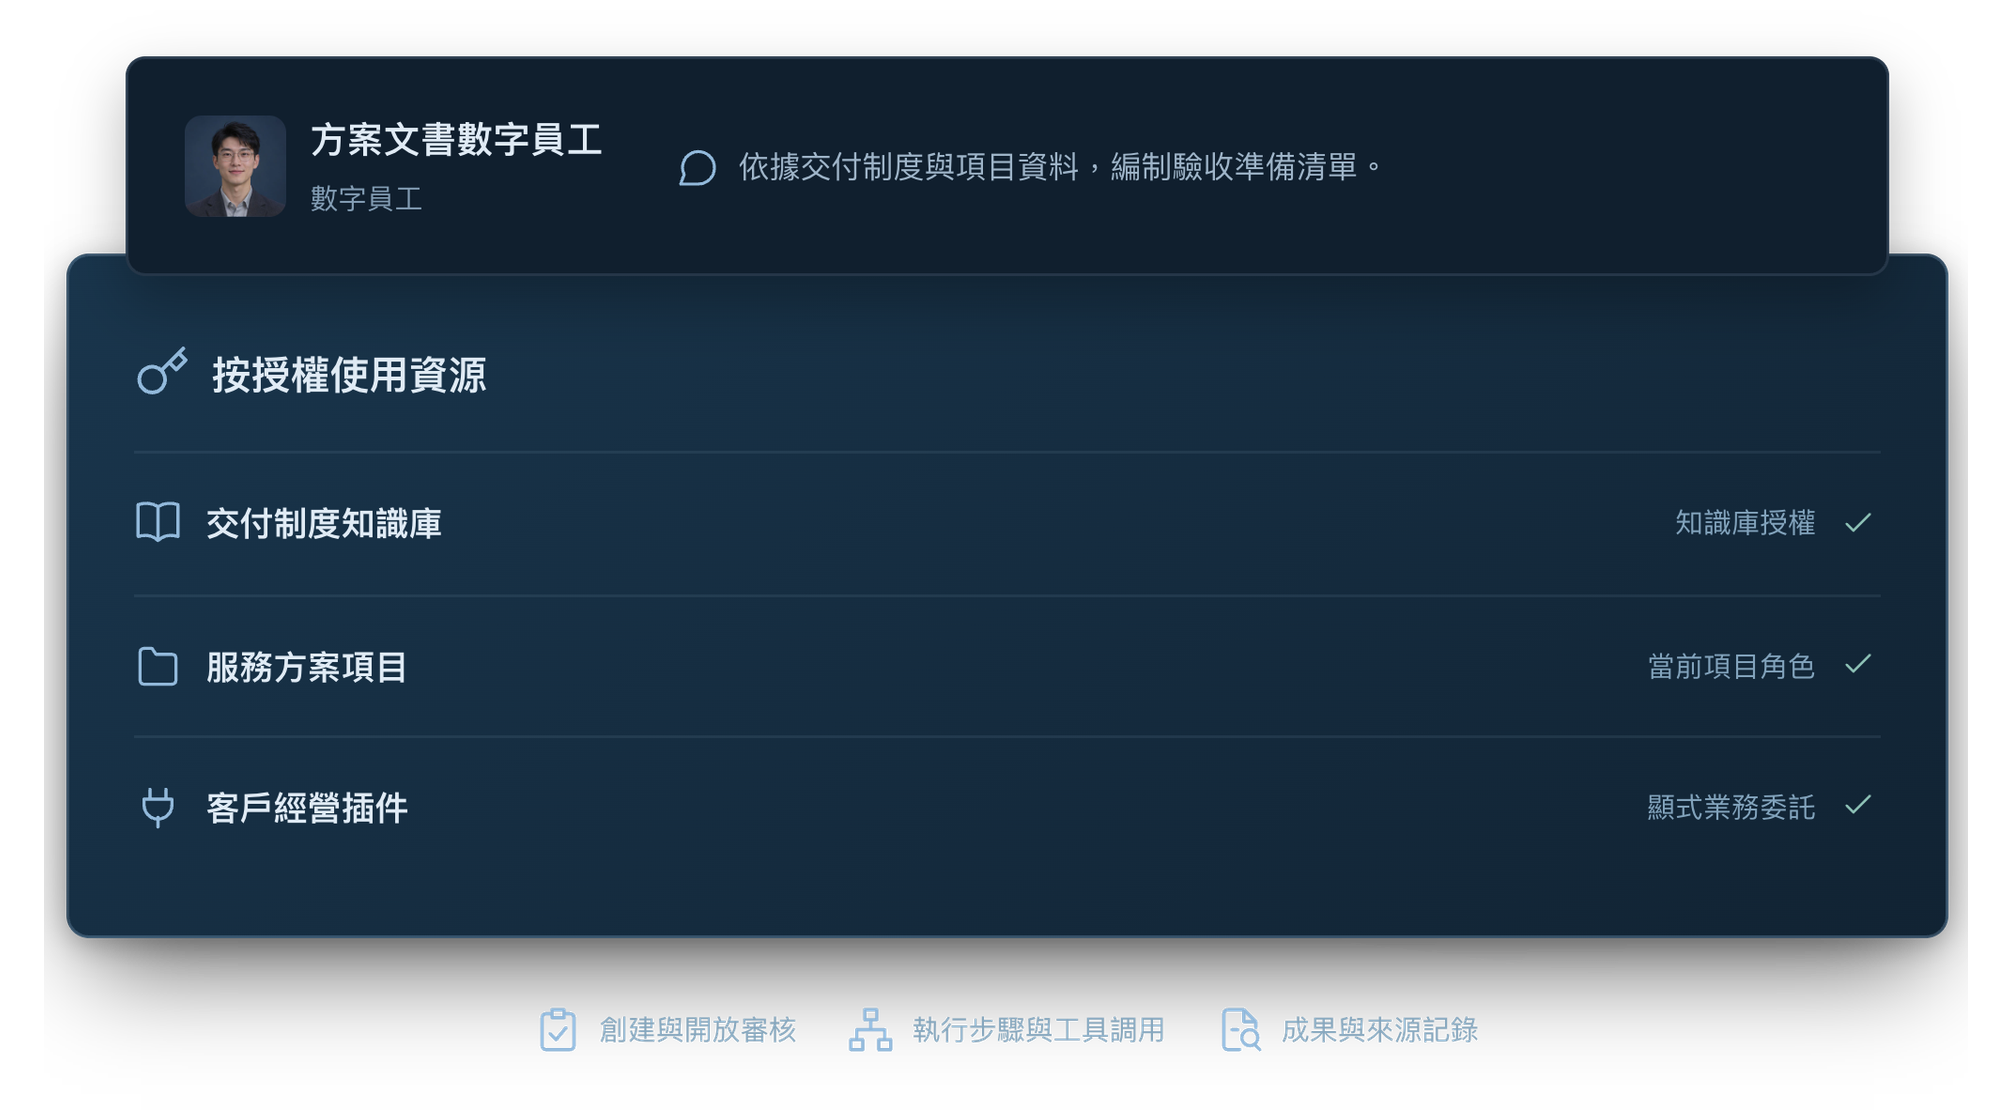 方案文書數字員工
數字員工
依據交付制度與項目資料，編制驗收準備清單。
按授權使用資源
交付制度知識庫
知識庫授權
服務方案項目
當前項目角色
客戶經營插件
顯式業務委託
創建與開放審核
執行步驟與工具調用
成果與來源記錄